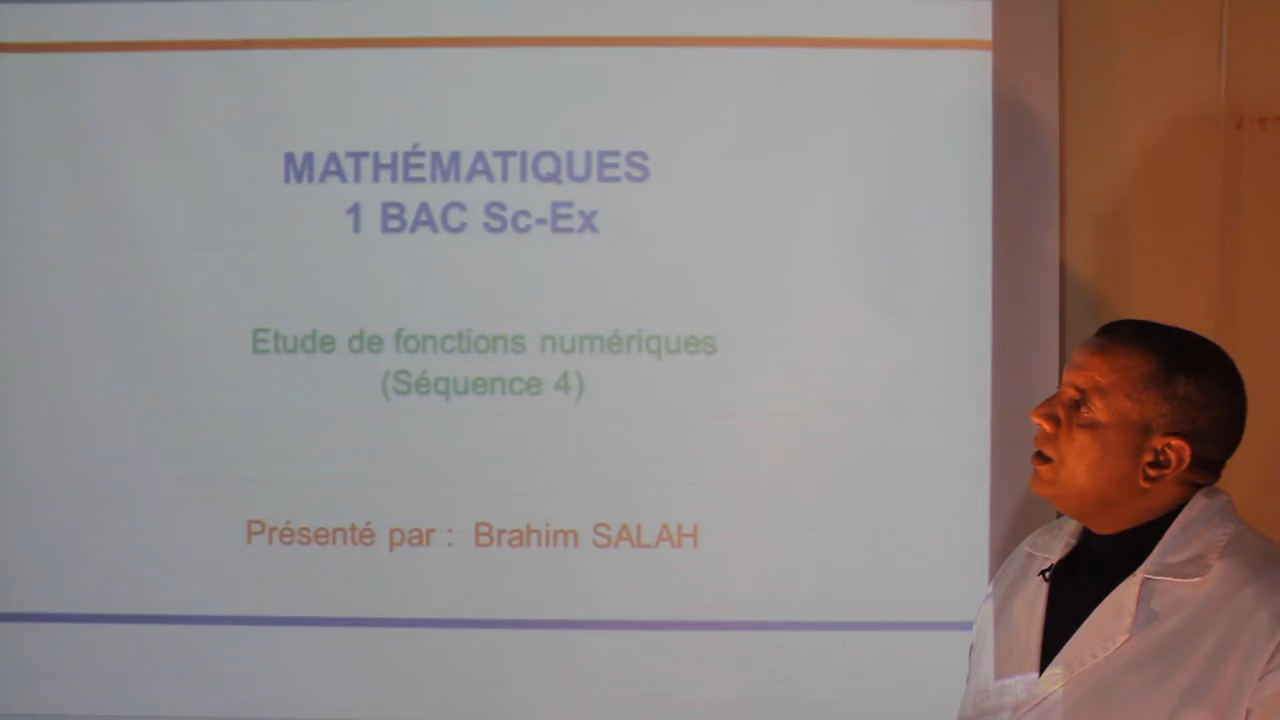 MATHÉMATIQUES
1 BAC Sc-Ex
Etude de fonctions numériques
(Séquence 4)
Présenté par : Brahim SALAH